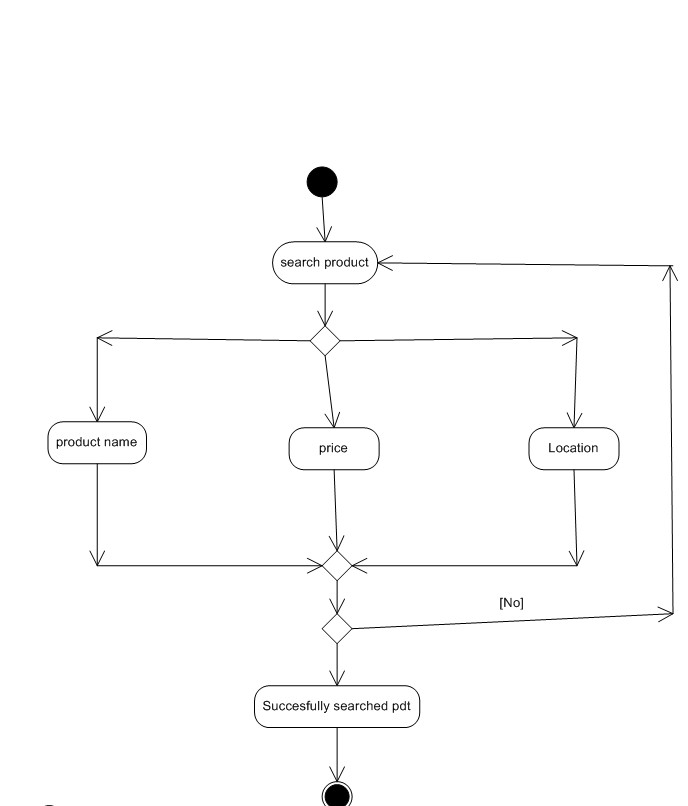 search product
product name
price
Location
[No]
Succesfully searched pdt